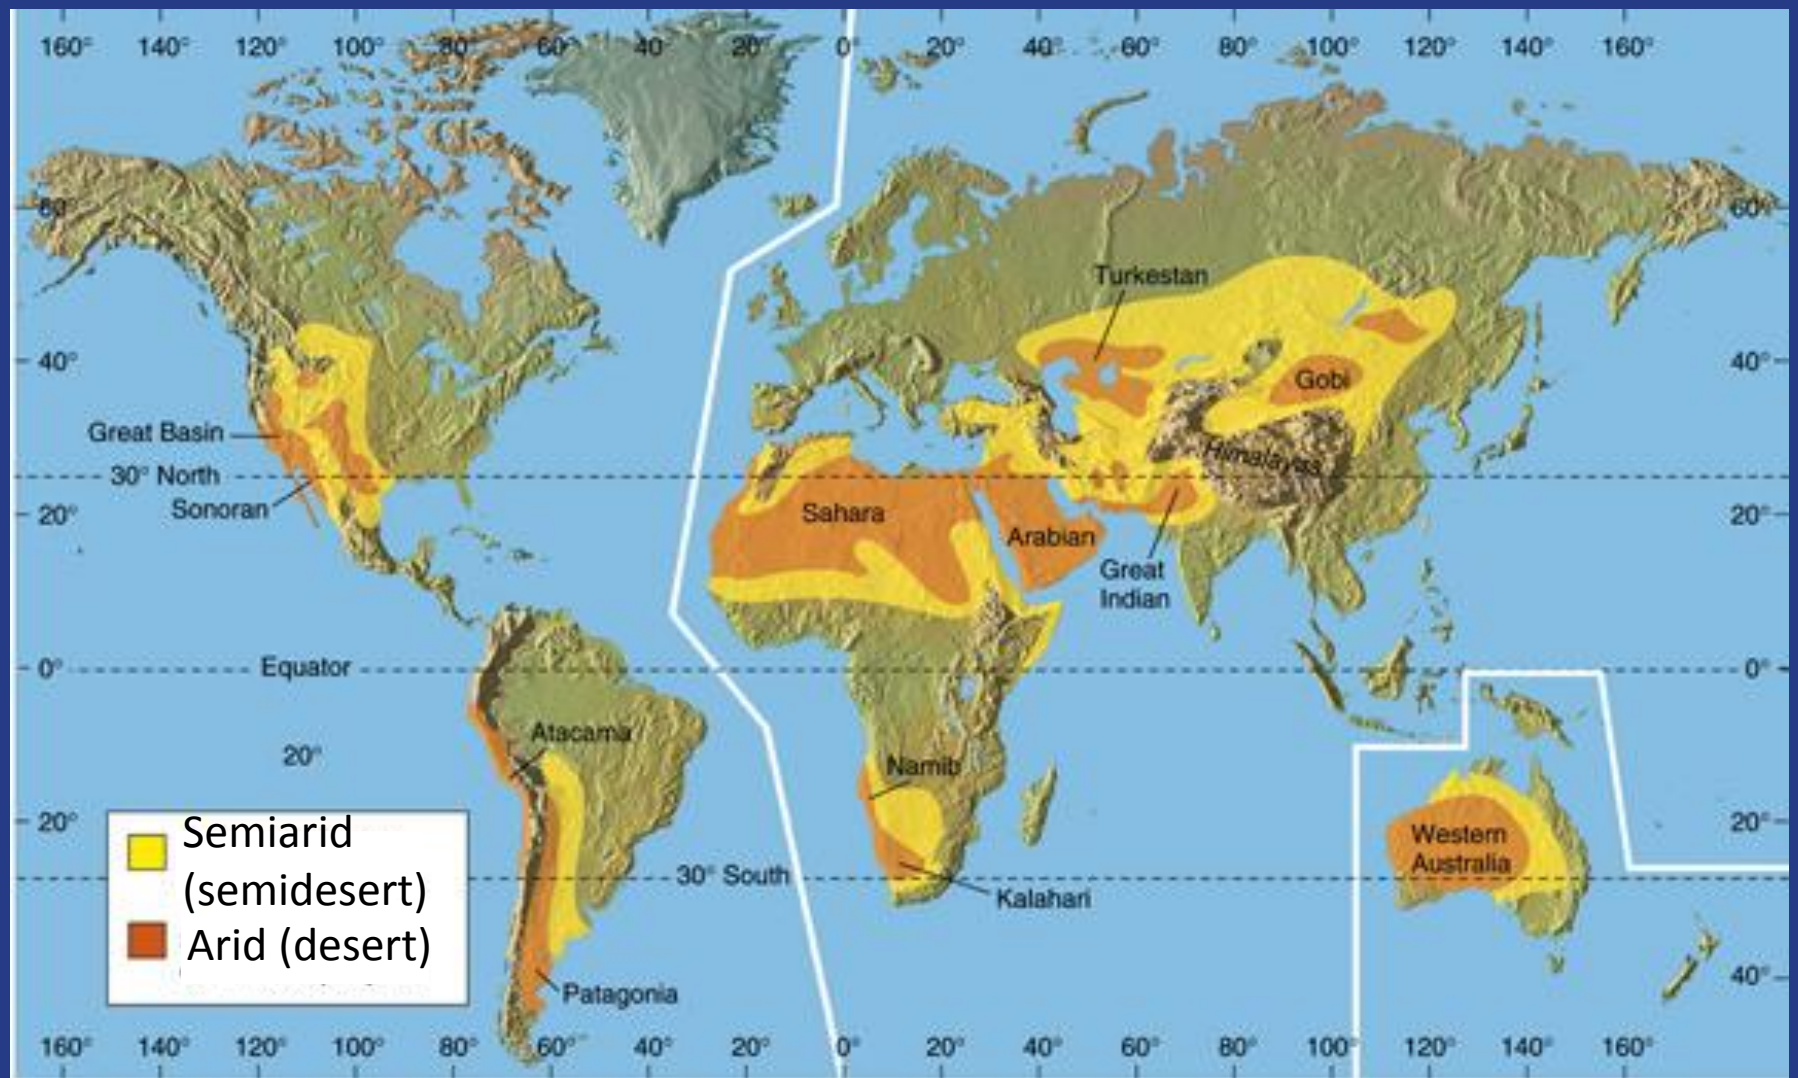 160° 140° 120° 100° 80° 60° 40° 20° 0° 20° 40° 60° 80° 100° 120° 140° 160°
60° 60°
Turkestan
40° 40°
Gobi
Great Basin
Himalayas
30° North
Sonoran
20° 20°
Sahara
Arabian
Great
Indian
0° Equator 0°
Atacama
20°
Namib
20° 20°
Semiarid
(semidesert)
Arid (desert)
Western
Australia
30° South
Kalahari
40°
Patagonia
160° 140° 120° 100° 80° 60° 40° 20° 0° 20° 40° 60° 80° 100° 120° 140° 160°